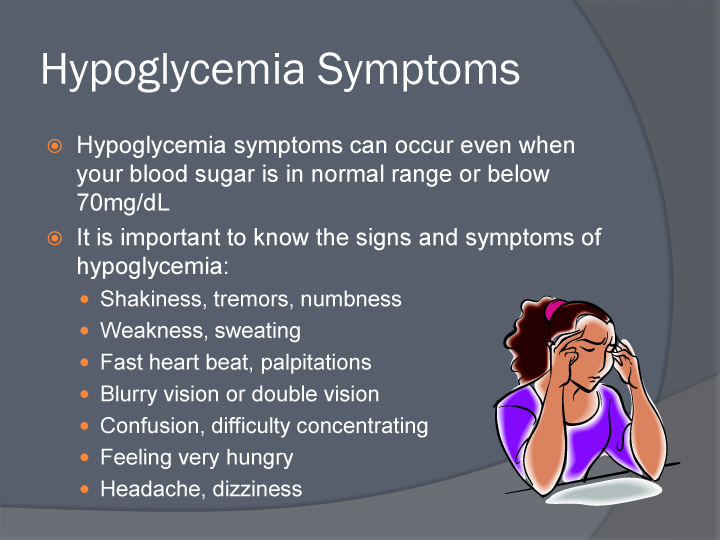 Hypoglycemia Symptoms
Hypoglycemia symptoms can occur even when
your blood sugar is in normal range or below
70mg/dL
It is important to know the signs and symptoms of
hypoglycemia:
Shakiness, tremors, numbness
Weakness, sweating
Fast heart beat, palpitations
Blurry vision or double vision
Confusion, difficulty concentrating
Feeling very hungry
Headache, dizziness